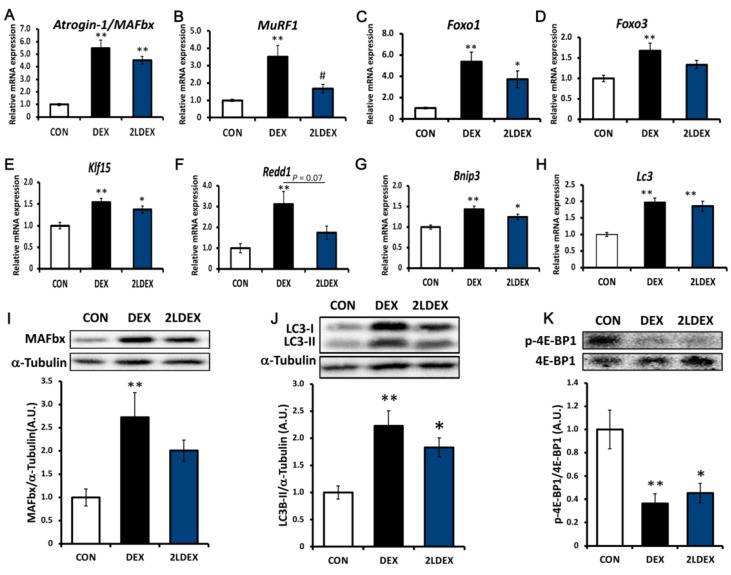 A
Atrogin-1/MAFbx
Relative mRNA expression
7.0
6.0
5.0
4.0
3.0
2.0
1.0
0.0
**
**
CON
DEX
2LDEX
B
MuRF1
Relative mRNA expression
5.0
4.0
3.0
2.0
1.0
0.0
**
#
CON
DEX
2LDEX
C
Foxo1
Relative mRNA expression
8.0
6.0
4.0
2.0
0.0
**
*
CON
DEX
2LDEX
D
Foxo3
Relative mRNA expression
2.0
1.5
1.0
0.5
0.0
**
CON
DEX
2LDEX
E
Klf15
Relative mRNA expression
2.0
1.5
1.0
0.5
0.0
**
*
CON
DEX
2LDEX
F
Redd1
Relative mRNA expression
4.0
3.0
2.0
1.0
0.0
**
P = 0.07
CON
DEX
2LDEX
G
Bnip3
Relative mRNA expression
2.0
1.5
1.0
0.5
0.0
**
*
CON
DEX
2LDEX
H
Lc3
Relative mRNA expression
2.5
2.0
1.5
1.0
0.5
0.0
**
**
CON
DEX
2LDEX
I
CON DEX 2LDEX
MAFbx
α-Tubulin
MAFbx/α-Tubulin(A.U.)
3.5
3.0
2.5
2.0
1.5
1.0
0.5
0.0
**
CON
DEX
2LDEX
J
CON DEX 2LDEX
LC3-I
LC3-II
α-Tubulin
LC3B-II/α-Tubulin (A.U.)
3.0
2.5
2.0
1.5
1.0
0.5
0.0
**
*
CON
DEX
2LDEX
K
CON DEX 2LDEX
p-4E-BP1
4E-BP1
p-4E-BP1/4E-BP1 (A.U.)
1.4
1.2
1.0
0.8
0.6
0.4
0.2
0.0
**
*
CON
DEX
2LDEX